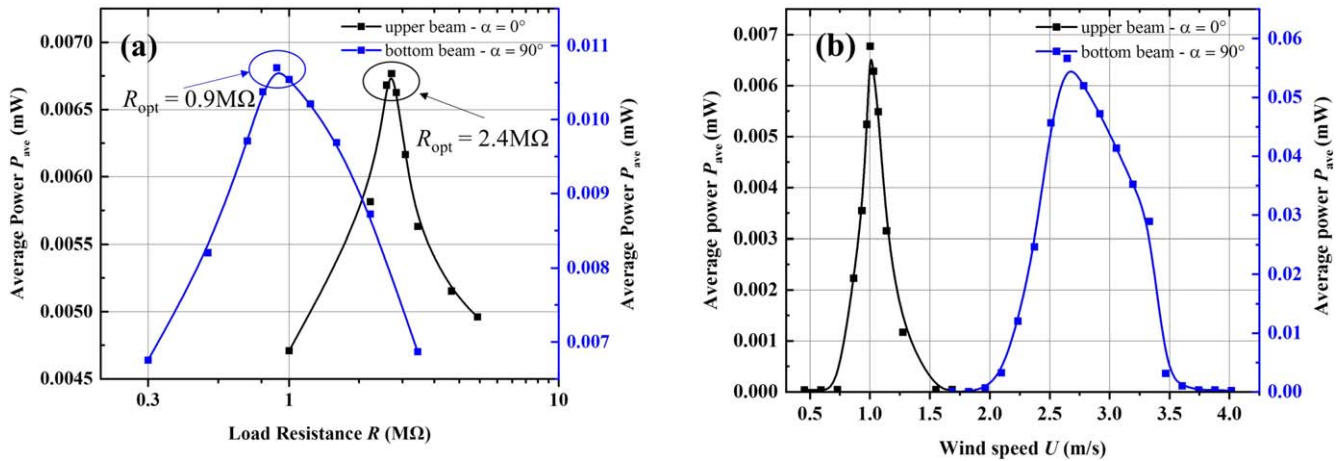 (a)
upper beam - α = 0°
bottom beam - α = 90°
R_opt = 0.9MΩ
R_opt = 2.4MΩ
Average Power P_ave (mW)
0.0070
0.0065
0.0060
0.0055
0.0050
0.0045
0.011
0.010
0.009
0.008
0.007
Average Power P_ave (mW)
0.3
1
10
Load Resistance R (MΩ)
(b)
upper beam - α = 0°
bottom beam - α = 90°
Average power P_ave (mW)
0.007
0.006
0.005
0.004
0.003
0.002
0.001
0.000
0.06
0.05
0.04
0.03
0.02
0.01
0.00
Average power P_ave (mW)
0.5
1.0
1.5
2.0
2.5
3.0
3.5
4.0
Wind speed U (m/s)